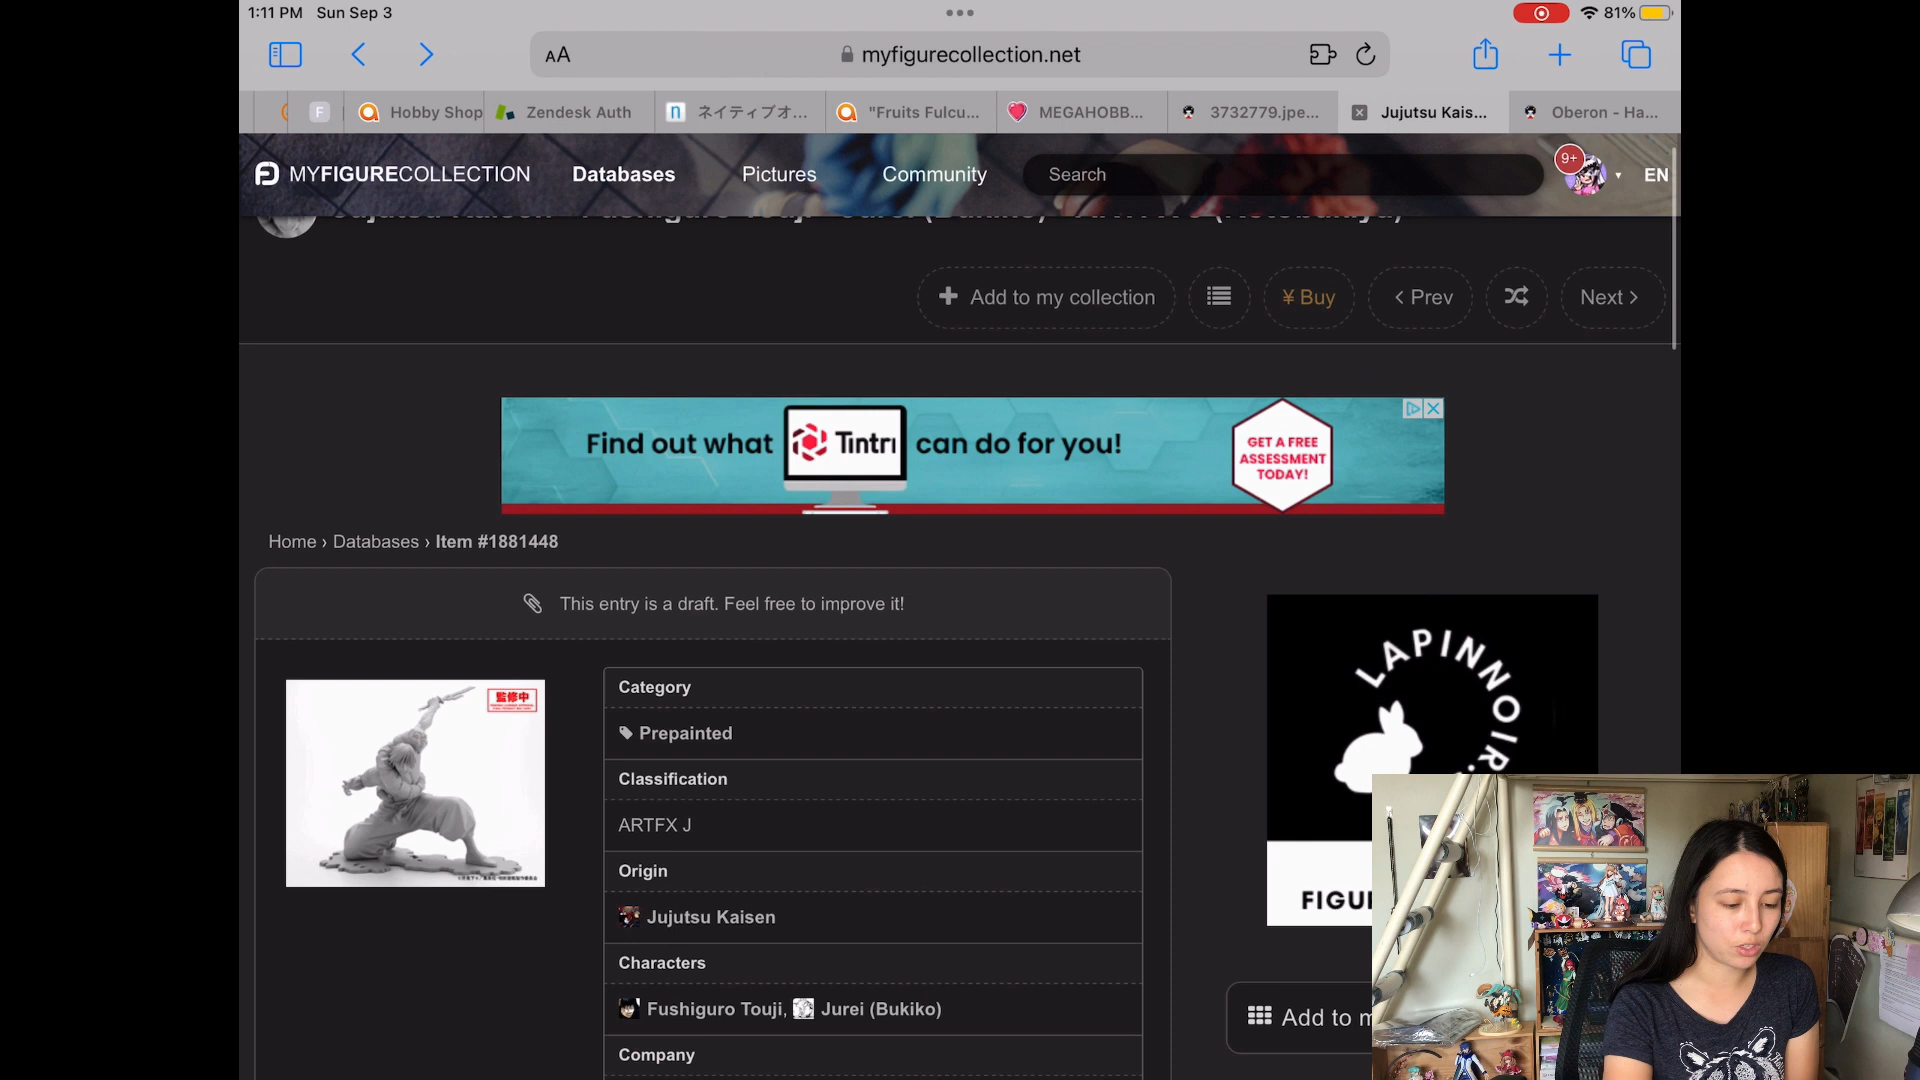 1:11 PM Sun Sep 3
81%
AA
myfigurecollection.net
F
Hobby Shop
Zendesk Auth
n
ネイティブオ...
"Fruits Fulcu...
MEGAHOBB...
3732779.jpe...
Jujutsu Kais...
Oberon - Ha...
MYFIGURECOLLECTION
Databases
Pictures
Community
Search
9+
EN
+ Add to my collection
¥ Buy
< Prev
Next >
Find out what
Tintri
can do for you!
GET A FREE
ASSESSMENT
TODAY!
Home › Databases › Item #1881448
This entry is a draft. Feel free to improve it!
監修中
Category
Prepainted
Classification
ARTFX J
Origin
Jujutsu Kaisen
Characters
Fushiguro Touji, Jurei (Bukiko)
Company
LAPINNOIR.
FIGU
Add to m